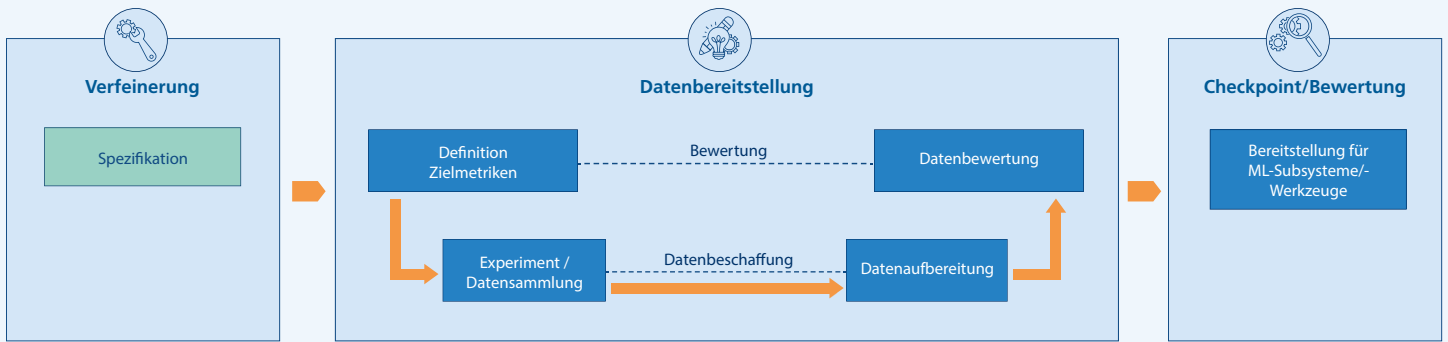 Verfeinerung
Spezifikation
Datenbereitstellung
Definition
Zielmetriken
Bewertung
Datenbewertung
Experiment /
Datensammlung
Datenbeschaffung
Datenaufbereitung
Checkpoint/Bewertung
Bereitstellung für
ML-Subsysteme/-
Werkzeuge